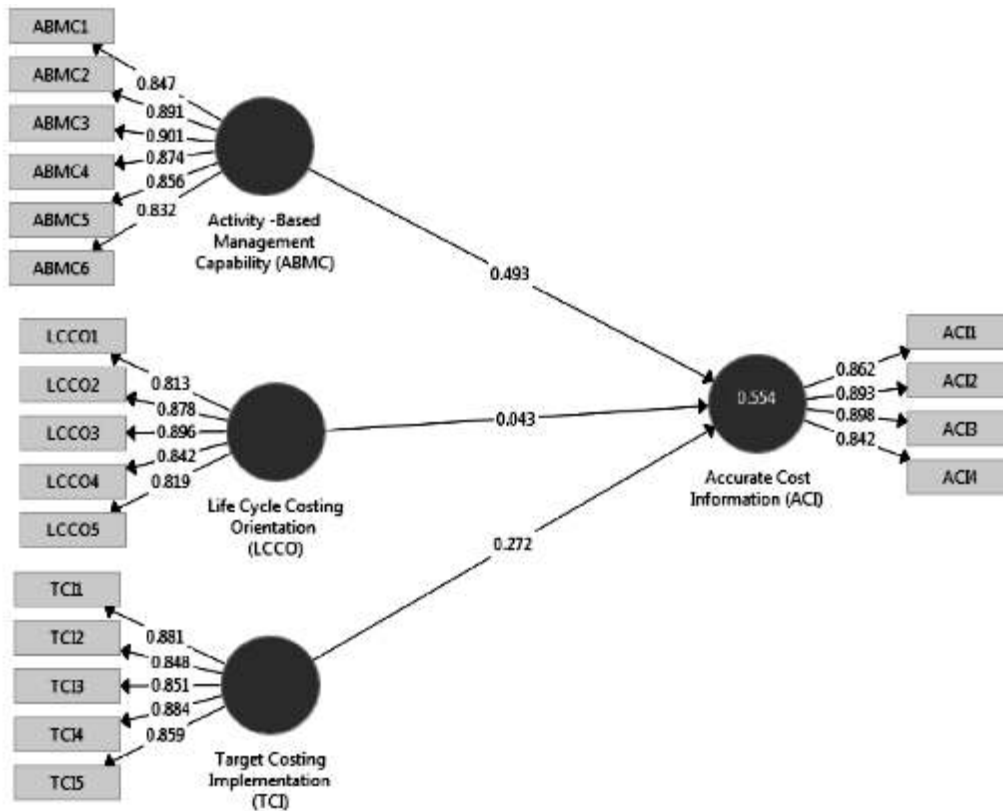 ABMC1
ABMC2
ABMC3
ABMC4
ABMC5
ABMC6
0.847
0.891
0.901
0.874
0.856
0.832
Activity -Based
Management
Capability (ABMC)
0.493
LCCO1
LCCO2
LCCO3
LCCO4
LCCO5
0.813
0.878
0.896
0.842
0.819
Life Cycle Costing
Orientation
(LCCO)
0.043
TCI1
TCI2
TCI3
TCI4
TCI5
0.881
0.848
0.851
0.884
0.859
Target Costing
Implementation
(TCI)
0.272
0.554
Accurate Cost
Information (ACI)
0.862
0.893
0.898
0.842
ACI1
ACI2
ACI3
ACI4